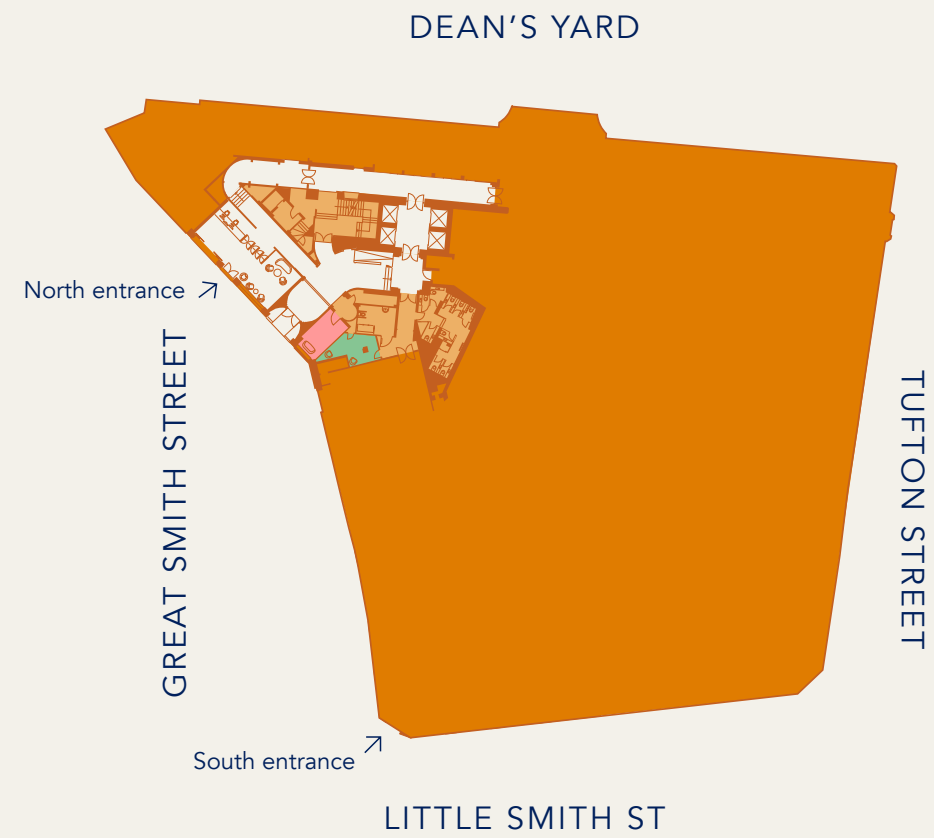 DEAN'S YARD
North entrance
GREAT SMITH STREET
TUFTON STREET
South entrance
LITTLE SMITH ST